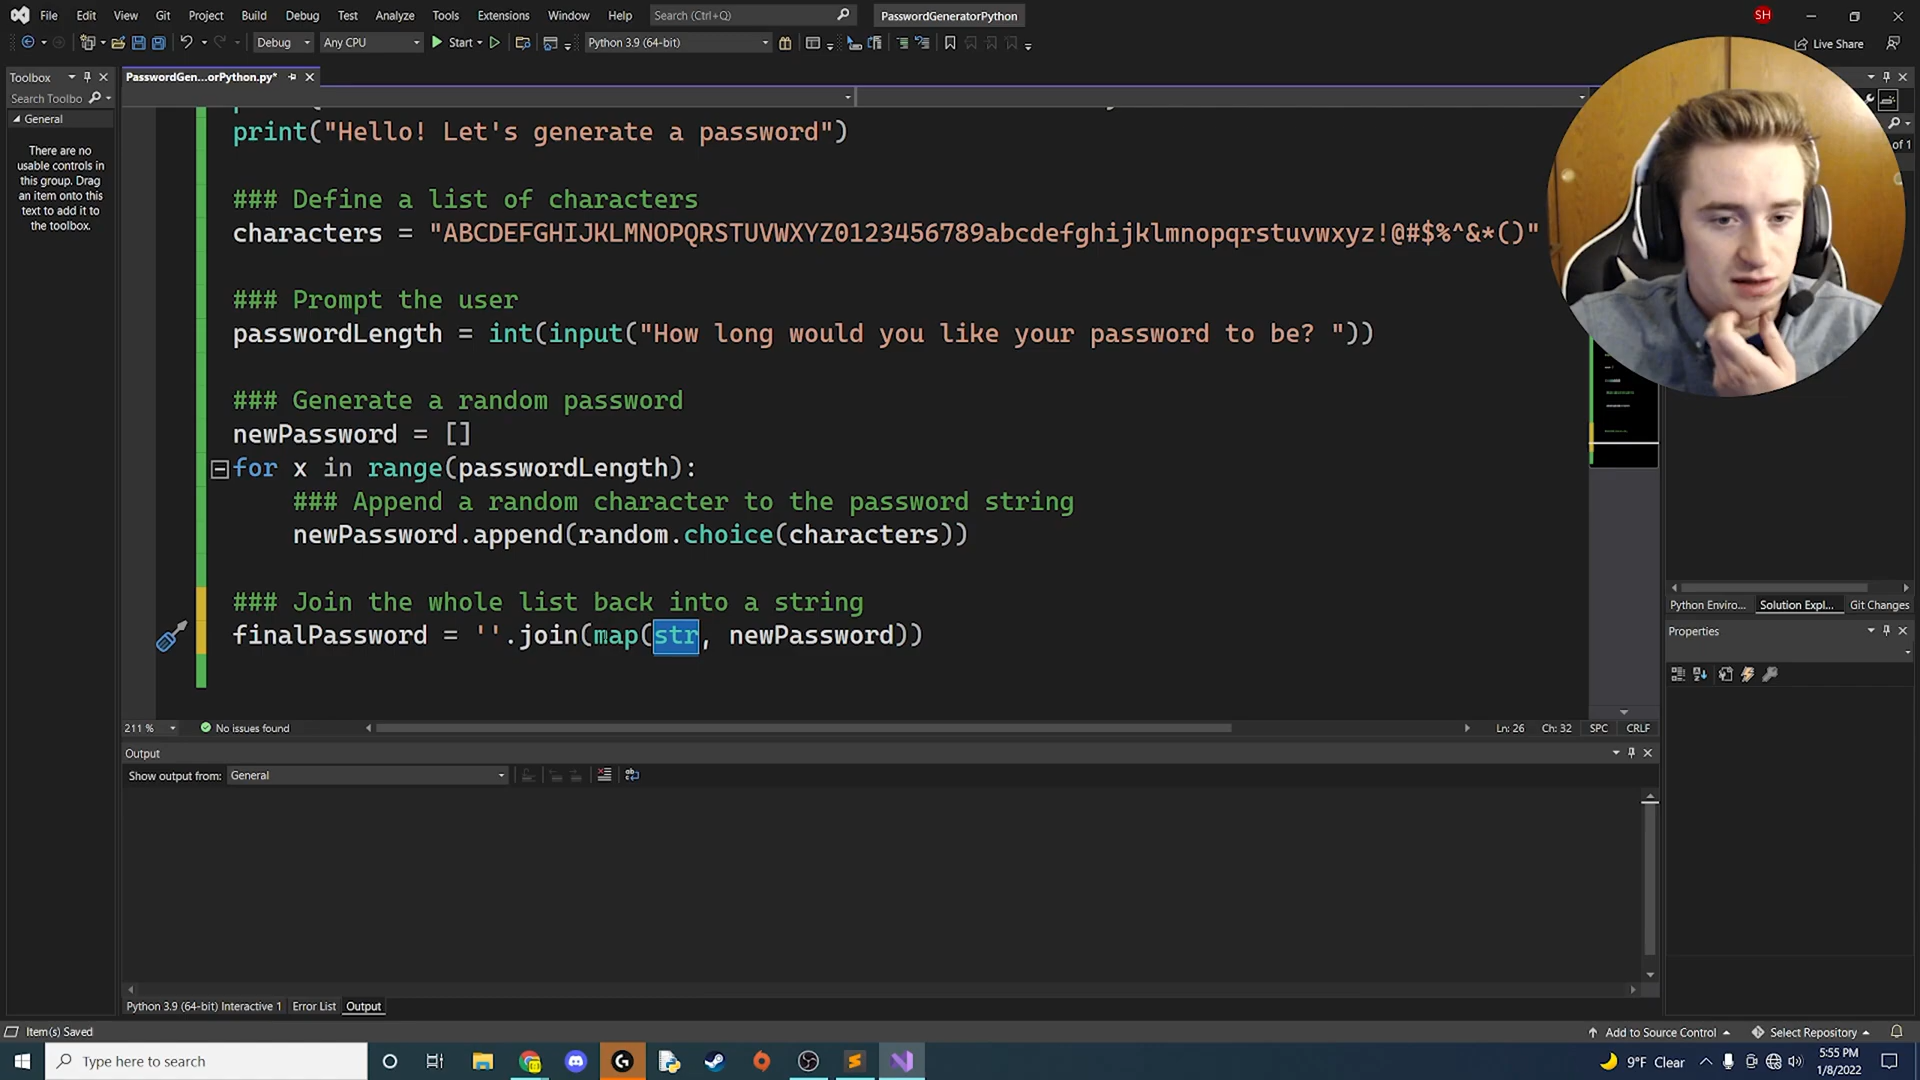 File Edit View Git Project Build Debug Test Analyze Tools Extensions Window Help Search (Ctrl+Q) PasswordGeneratorPython SH
Debug Any CPU Start Python 3.9 (64-bit) Live Share
Toolbox PasswordGen...orPython.py*
Search Toolbo
General
There are no
usable controls in
this group. Drag
an item onto this
text to add it to
the toolbox.
print("Hello! Let's generate a password")
### Define a list of characters
characters = "ABCDEFGHIJKLMNOPQRSTUVWXYZ0123456789abcdefghijklmnopqrstuvwxyz!@#$%^&*()"
### Prompt the user
passwordLength = int(input("How long would you like your password to be? "))
### Generate a random password
newPassword = []
for x in range(passwordLength):
### Append a random character to the password string
newPassword.append(random.choice(characters))
### Join the whole list back into a string
finalPassword = ''.join(map(str, newPassword))
of 1
Python Enviro... Solution Expl... Git Changes
Properties
211 % No issues found Ln: 26 Ch: 32 SPC CRLF
Output
Show output from: General
Python 3.9 (64-bit) Interactive 1 Error List Output
Item(s) Saved Add to Source Control Select Repository
Type here to search 9°F Clear 5:55 PM
1/8/2022